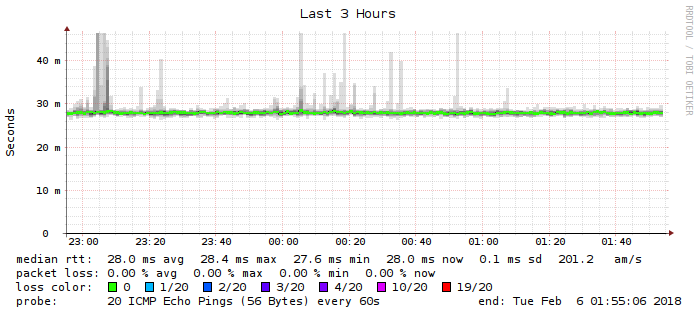 Last 3 Hours
RRDTOOL / TOBI OETIKER
Seconds
40 m
30 m
20 m
10 m
0
23:00 23:20 23:40 00:00 00:20 00:40 01:00 01:20 01:40
median rtt: 28.0 ms avg 28.4 ms max 27.6 ms min 28.0 ms now 0.1 ms sd 201.2 am/s
packet loss: 0.00 % avg 0.00 % max 0.00 % min 0.00 % now
loss color: 0 1/20 2/20 3/20 4/20 10/20 19/20
probe: 20 ICMP Echo Pings (56 Bytes) every 60s end: Tue Feb 6 01:55:06 2018